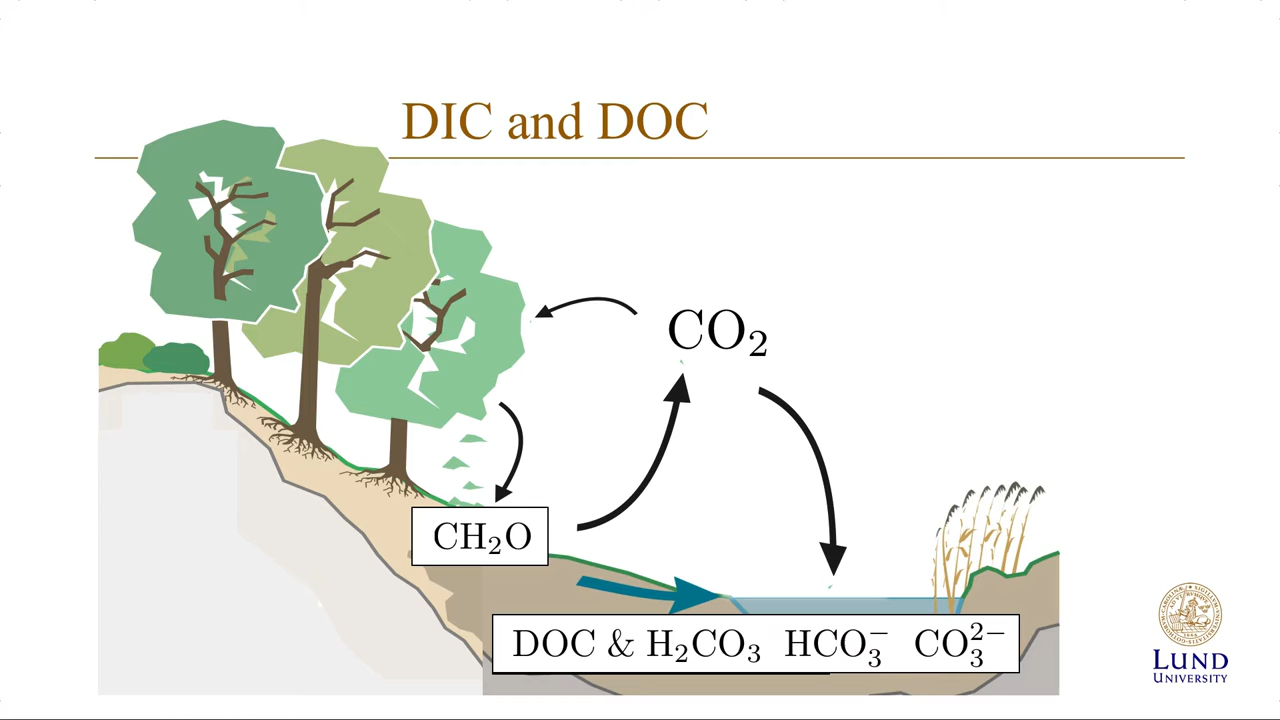 DIC and DOC
CO₂
CH₂O
DOC & H₂CO₃ HCO₃⁻ CO₃²⁻
LUND
UNIVERSITY